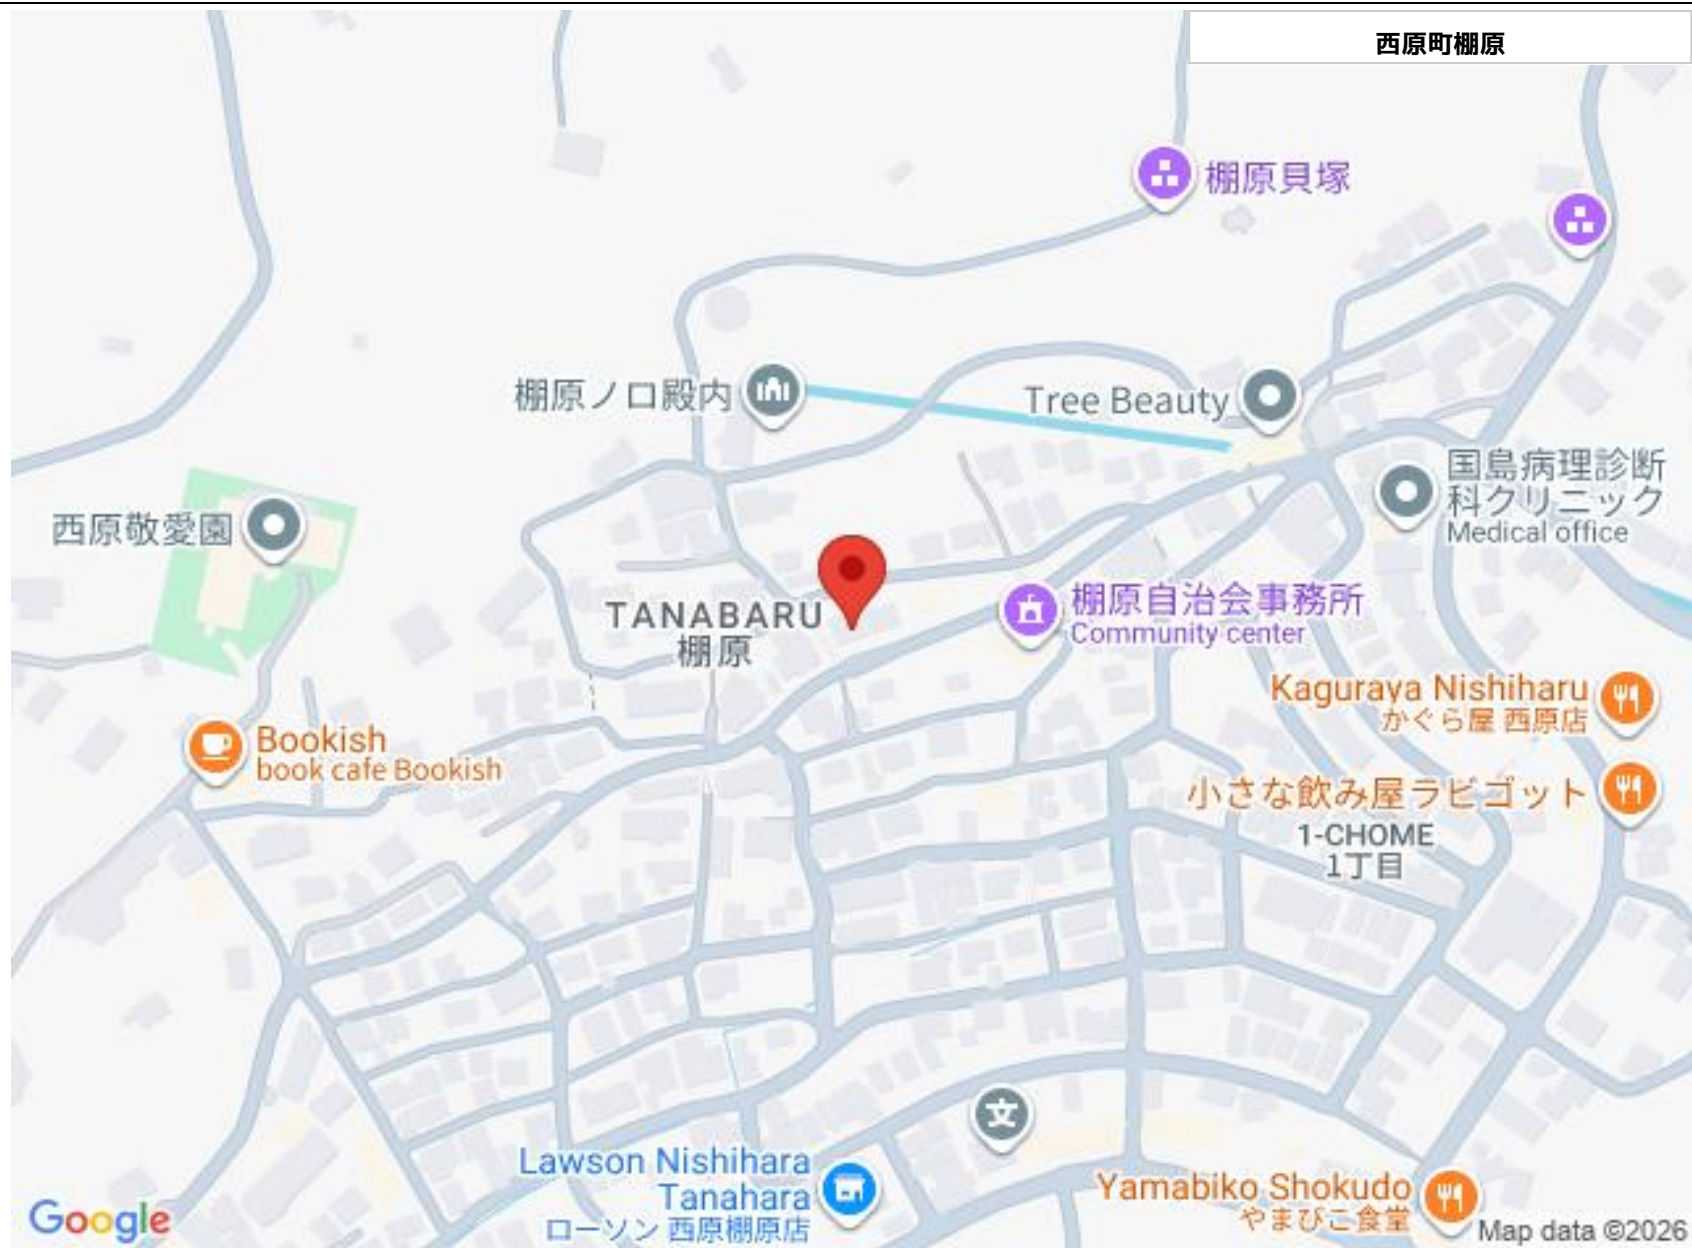 西原町棚原
棚原貝塚
棚原ノロ殿内
Tree Beauty
国島病理診断
科クリニック
Medical office
西原敬愛園
TANABARU
棚原
棚原自治会事務所
Community center
Kaguraya Nishiharu
かぐら屋 西原店
Bookish
book cafe Bookish
小さな飲み屋ラビゴット
1-CHOME
1丁目
文
Lawson Nishihara
Tanahara
ローソン 西原棚原店
Yamabiko Shokudo
やまびこ食堂
Google
Map data ©2026